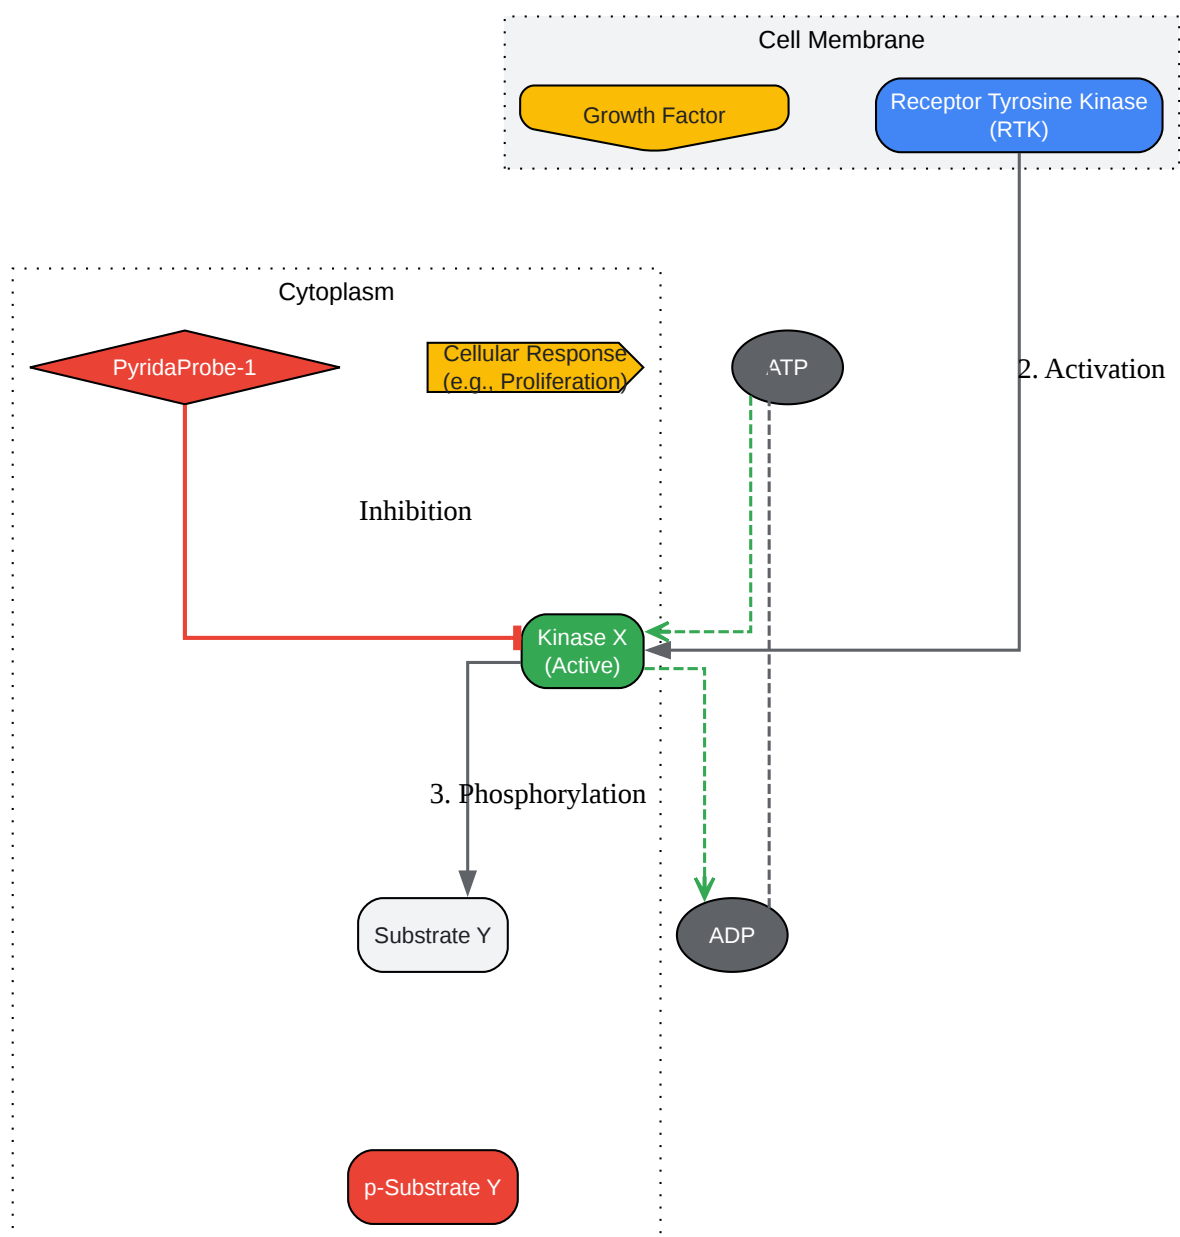 Cell Membrane
Growth Factor
Receptor Tyrosine Kinase
(RTK)
Cytoplasm
PyridaProbe-1
Cellular Response
(e.g., Proliferation)
ATP
2. Activation
Inhibition
Kinase X
(Active)
3. Phosphorylation
Substrate Y
ADP
p-Substrate Y